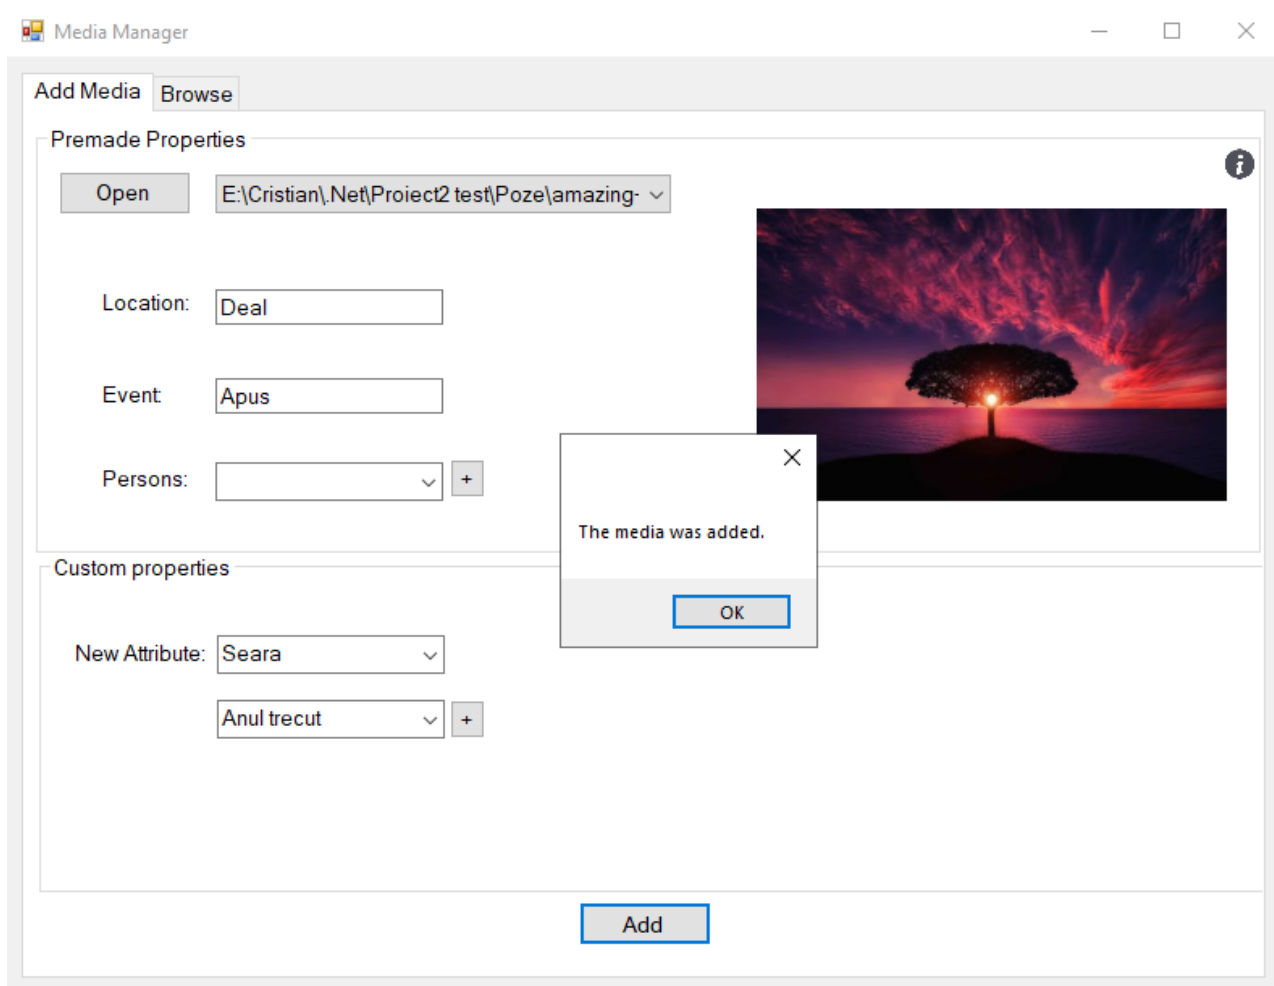 Media Manager
Add Media Browse
Premade Properties
Open E:\Cristian\.Net\Proiect2 test\Poze\amazing-
Location: Deal
Event: Apus
Persons: +
The media was added.
OK
Custom properties
New Attribute: Seara
Anul trecut +
Add